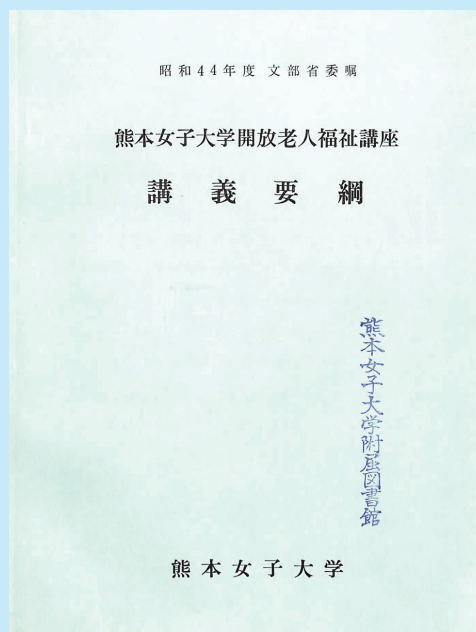 昭和44年度 文部省委嘱
熊本女子大学開放老人福祉講座
講義要綱
熊本女子大学附属図書館
熊本女子大学